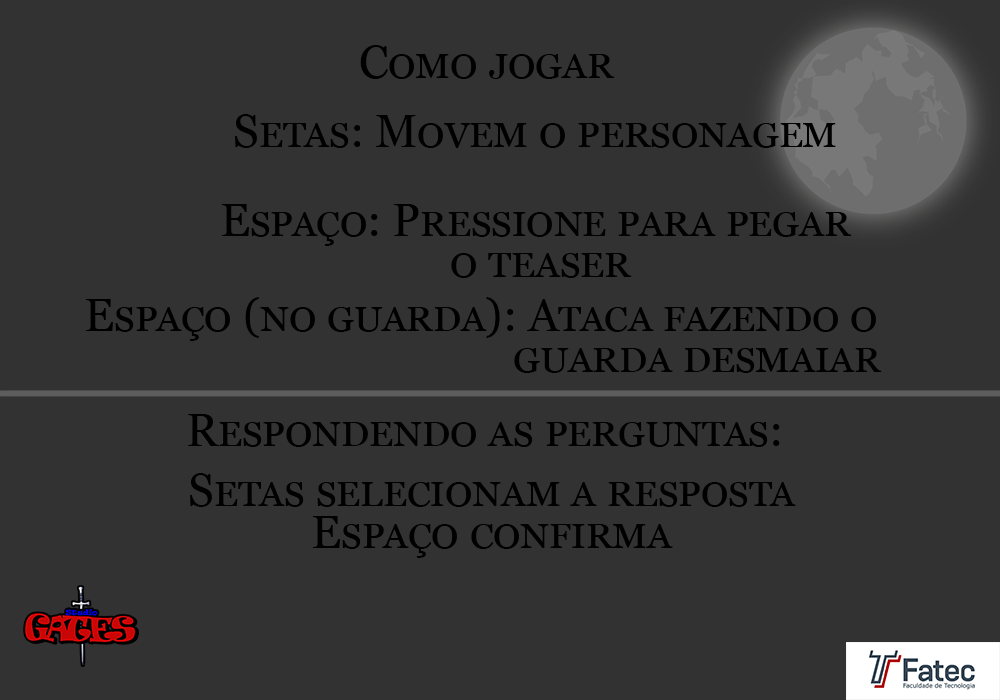 Como jogar
Setas: Movem o personagem
Espaço: Pressione para pegar
o teaser
Espaço (no guarda): Ataca fazendo o
guarda desmaiar
Respondendo as perguntas:
Setas selecionam a resposta
Espaço confirma
GATES
Fatec
Faculdade de Tecnologia